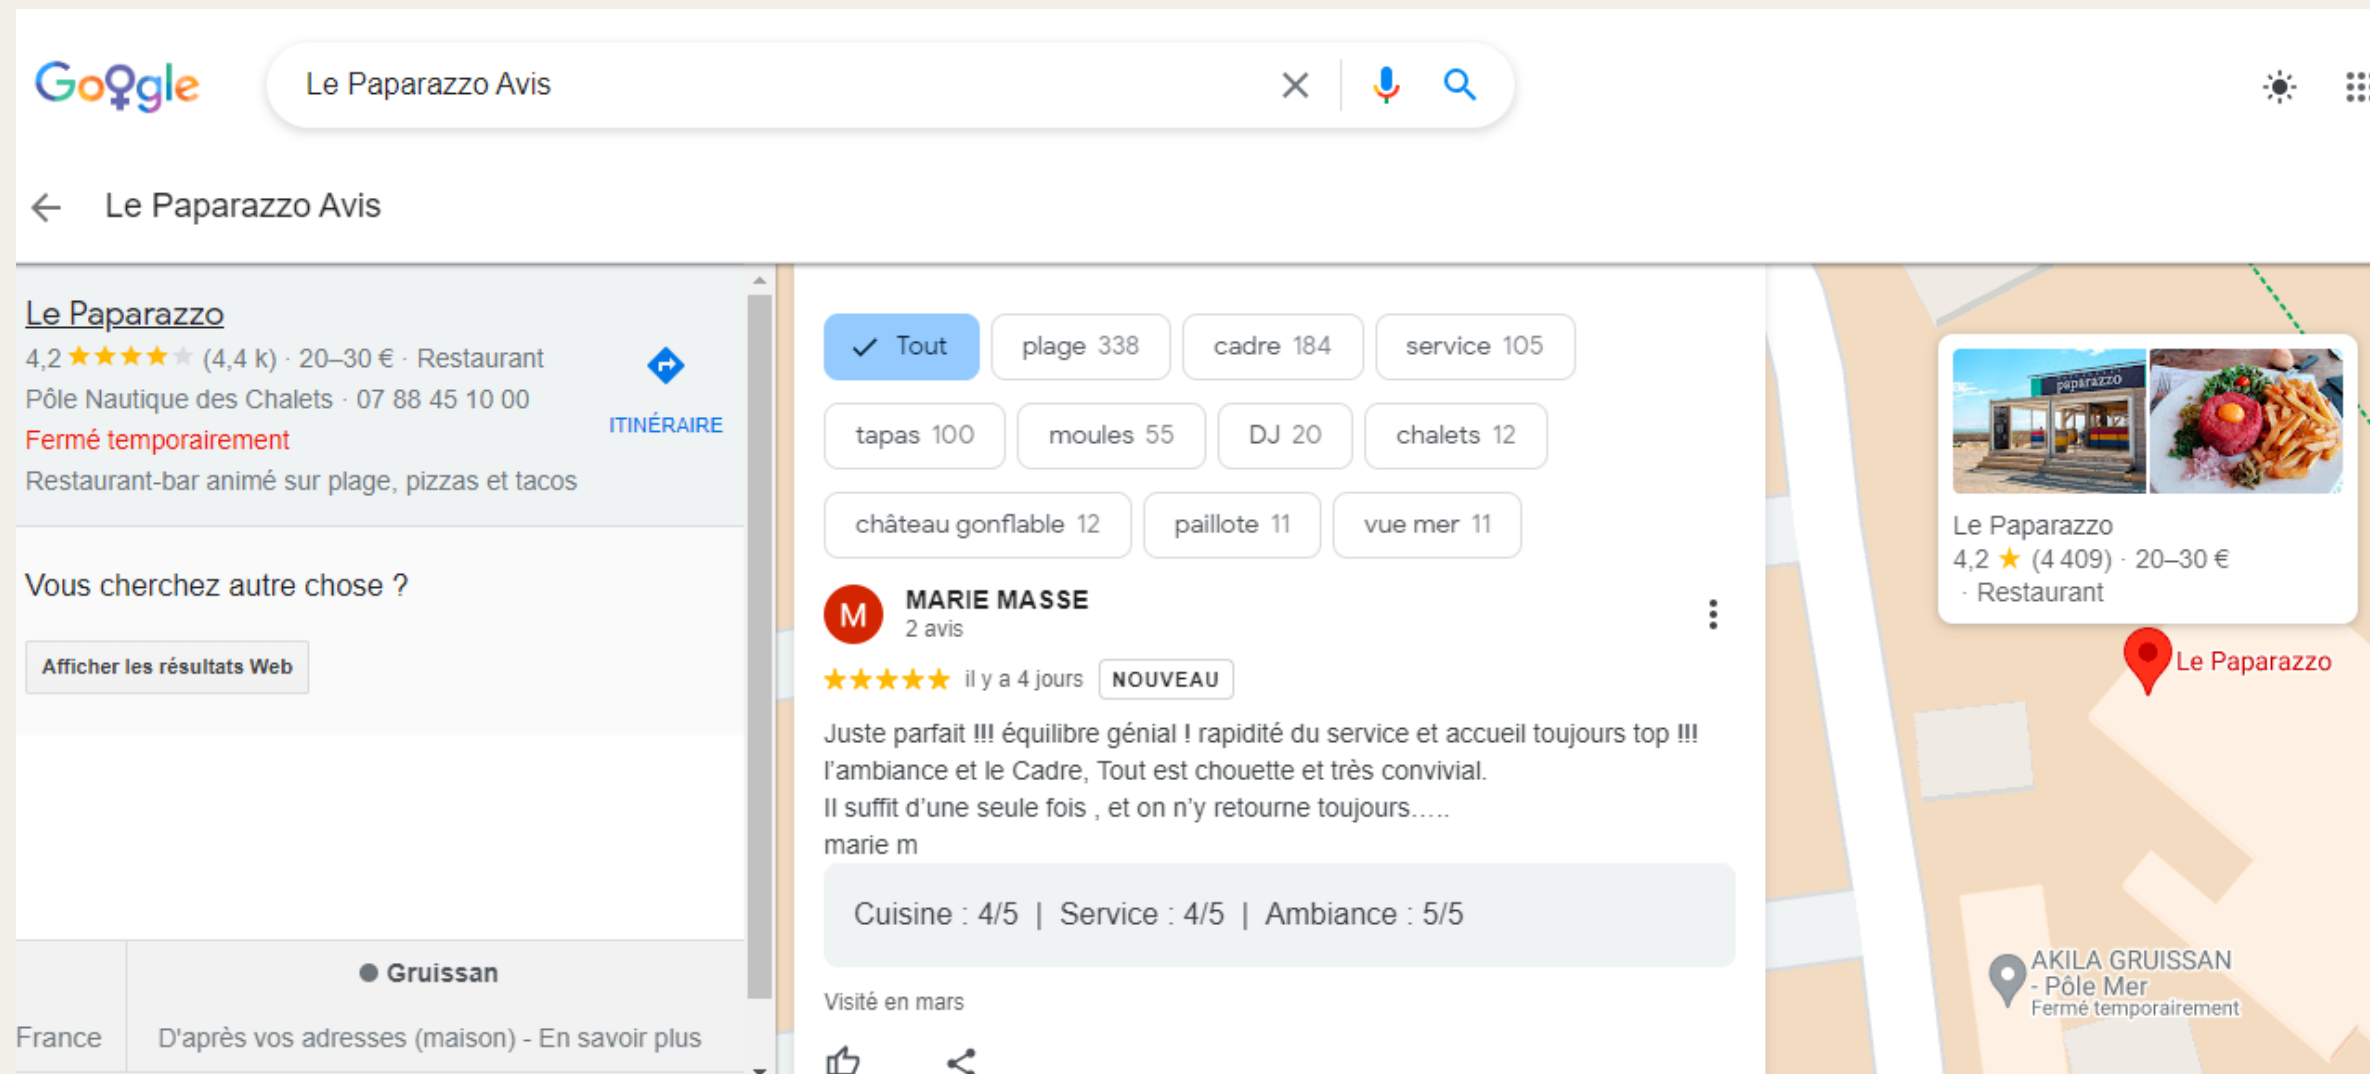 Google
Le Paparazzo Avis
Le Paparazzo Avis
Le Paparazzo
4,2 (4,4 k) · 20–30 € · Restaurant
Pôle Nautique des Chalets · 07 88 45 10 00
Fermé temporairement
Restaurant-bar animé sur plage, pizzas et tacos
ITINÉRAIRE
Vous cherchez autre chose ?
Afficher les résultats Web
Gruissan
France
D'après vos adresses (maison) - En savoir plus
Tout
plage 338
cadre 184
service 105
tapas 100
moules 55
DJ 20
chalets 12
château gonflable 12
paillote 11
vue mer 11
M
MARIE MASSE
2 avis
il y a 4 jours NOUVEAU
Juste parfait !!! équilibre génial ! rapidité du service et accueil toujours top !!!
l'ambiance et le Cadre, Tout est chouette et très convivial.
Il suffit d'une seule fois , et on n'y retourne toujours…..
marie m
Cuisine : 4/5 | Service : 4/5 | Ambiance : 5/5
Visité en mars
paparazzo
Le Paparazzo
4,2 (4 409) · 20–30 €
· Restaurant
Le Paparazzo
AKILA GRUISSAN
- Pôle Mer
Fermé temporairement